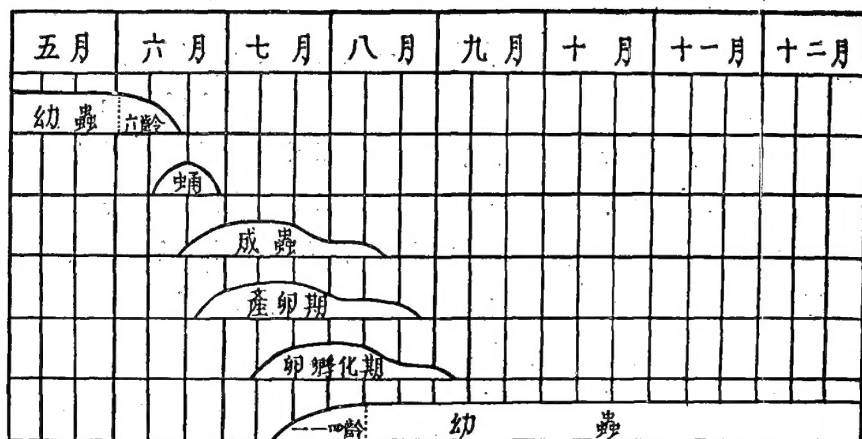 五月 六月 七月 八月 九月 十月 十一月 十二月
幼蟲 六齡
蛹
成蟲
產卵期
卵孵化期
一—四齡 幼蟲